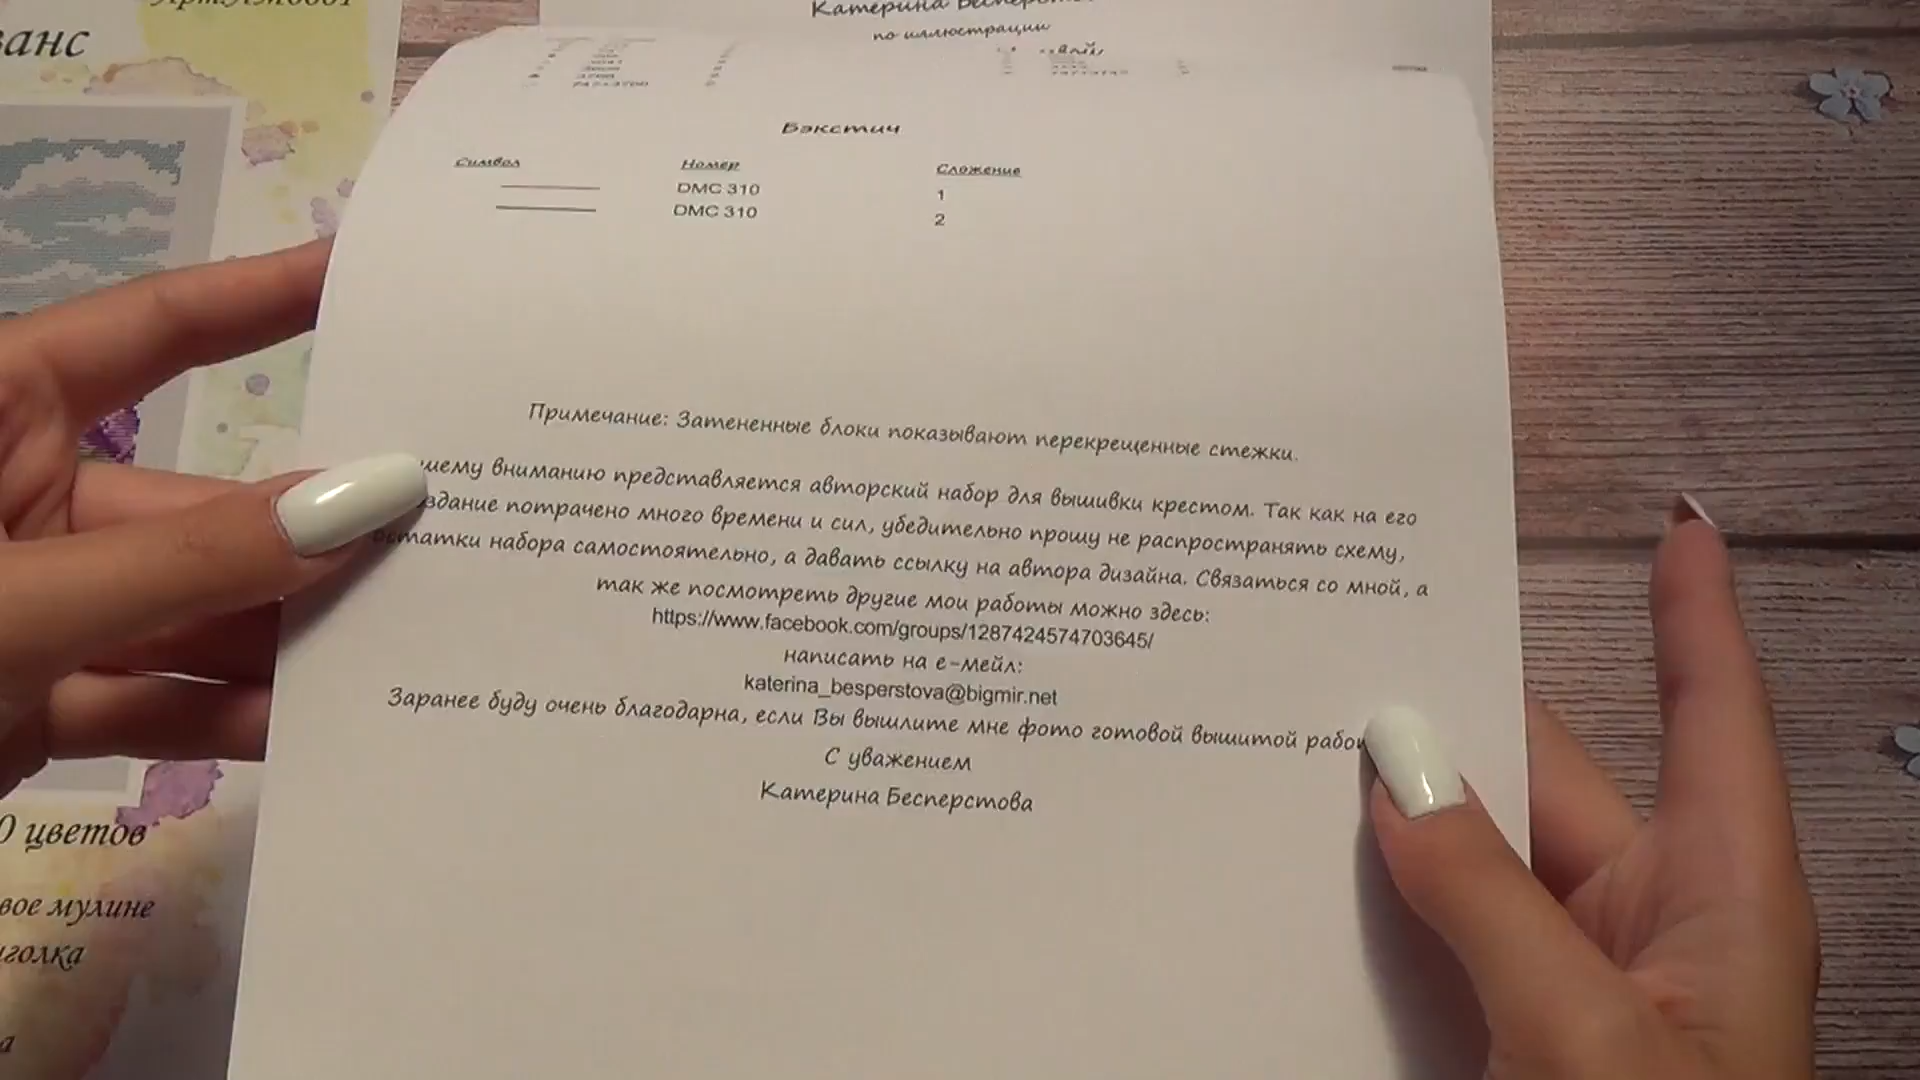 ванс
Катерина
по иллюстрации
Бэкстич
Символ Номер Сложение
DMC 310 1
DMC 310 2
Примечание: Затененные блоки показывают перекрещенные стежки.
шему вниманию представляется авторский набор для вышивки крестом. Так как на его
здание потрачено много времени и сил, убедительно прошу не распространять схему,
остатки набора самостоятельно, а давать ссылку на автора дизайна. Связаться со мной, а
так же посмотреть другие мои работы можно здесь:
https://www.facebook.com/groups/1287424574703645/
написать на е-мейл:
katerina_besperstova@bigmir.net
Заранее буду очень благодарна, если Вы вышлите мне фото готовой вышитой рабо
С уважением
Катерина Бесперстова
0 цветов
вое мулине
иголка